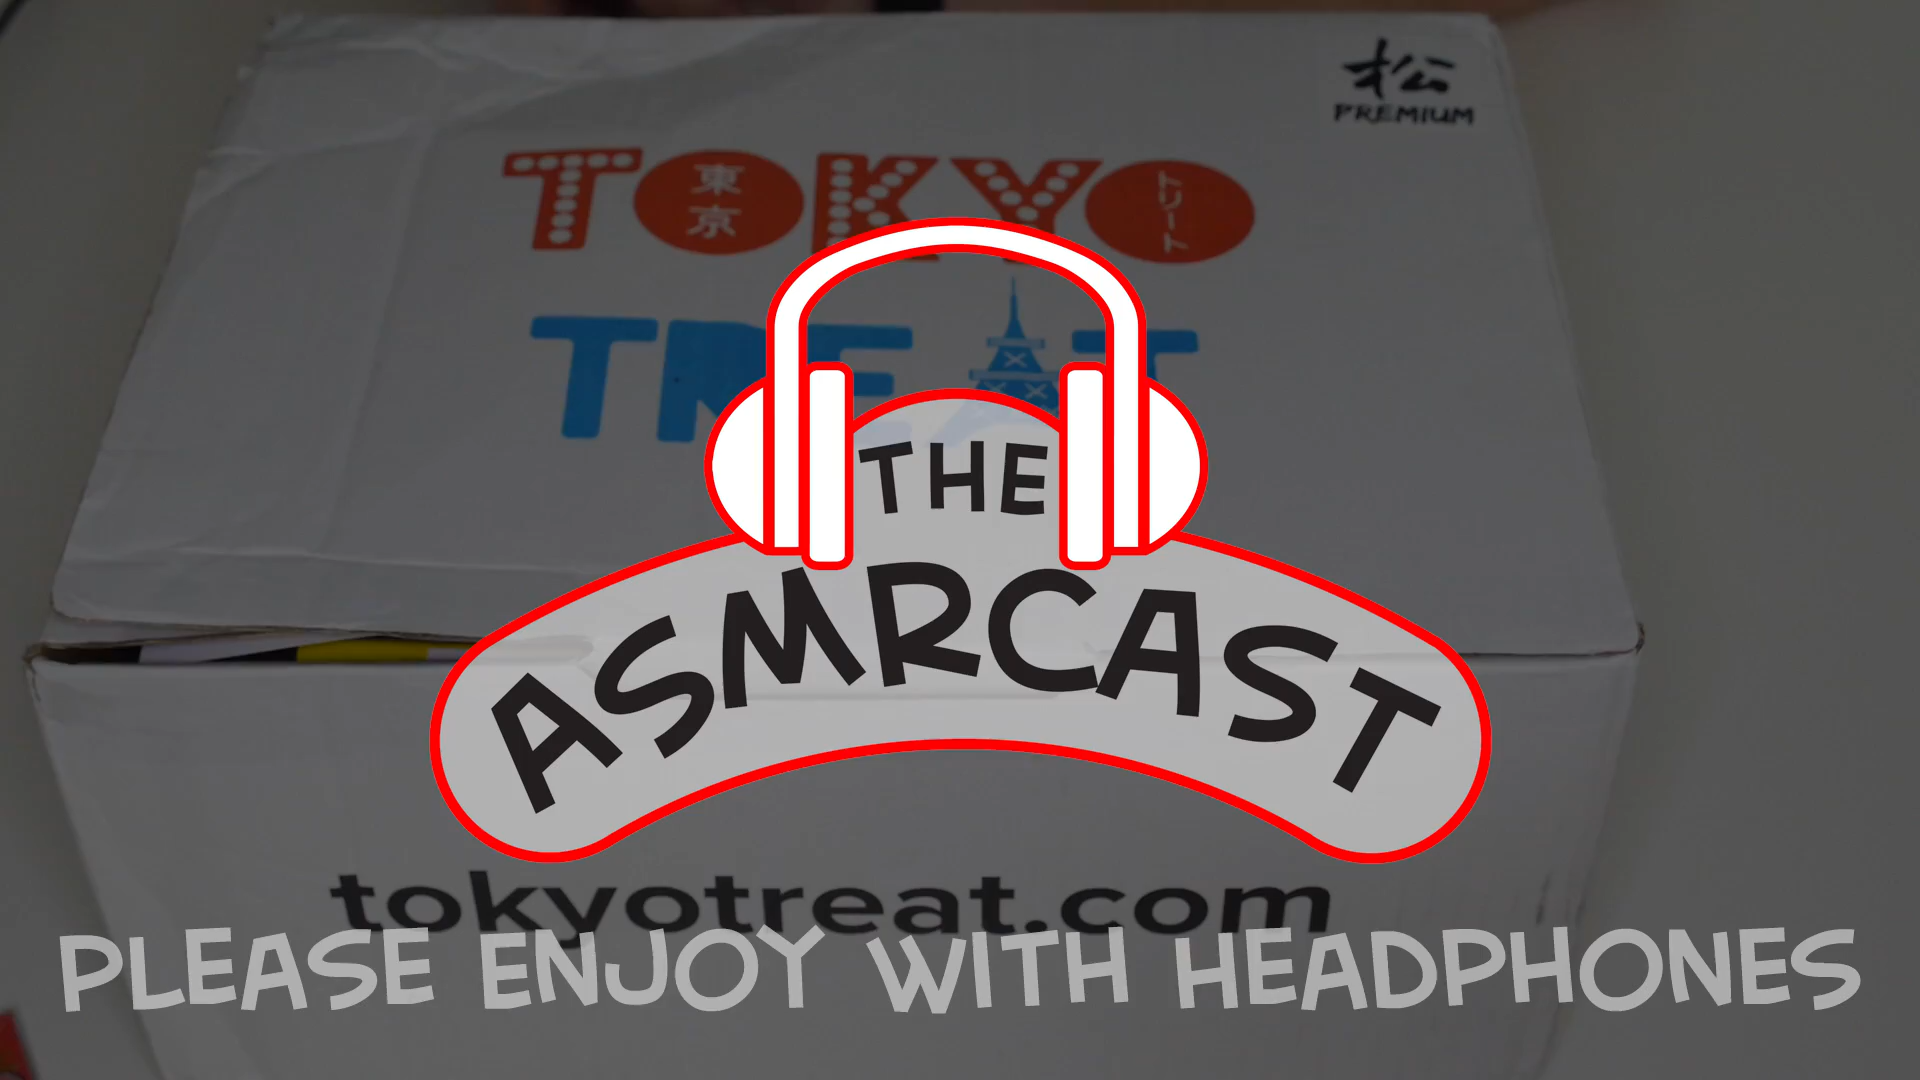 松
PREMIUM
TOKYO
東京
トリート
TREAT
THE
ASMRCAST
tokyotreat.com
PLEASE ENJOY WITH HEADPHONES